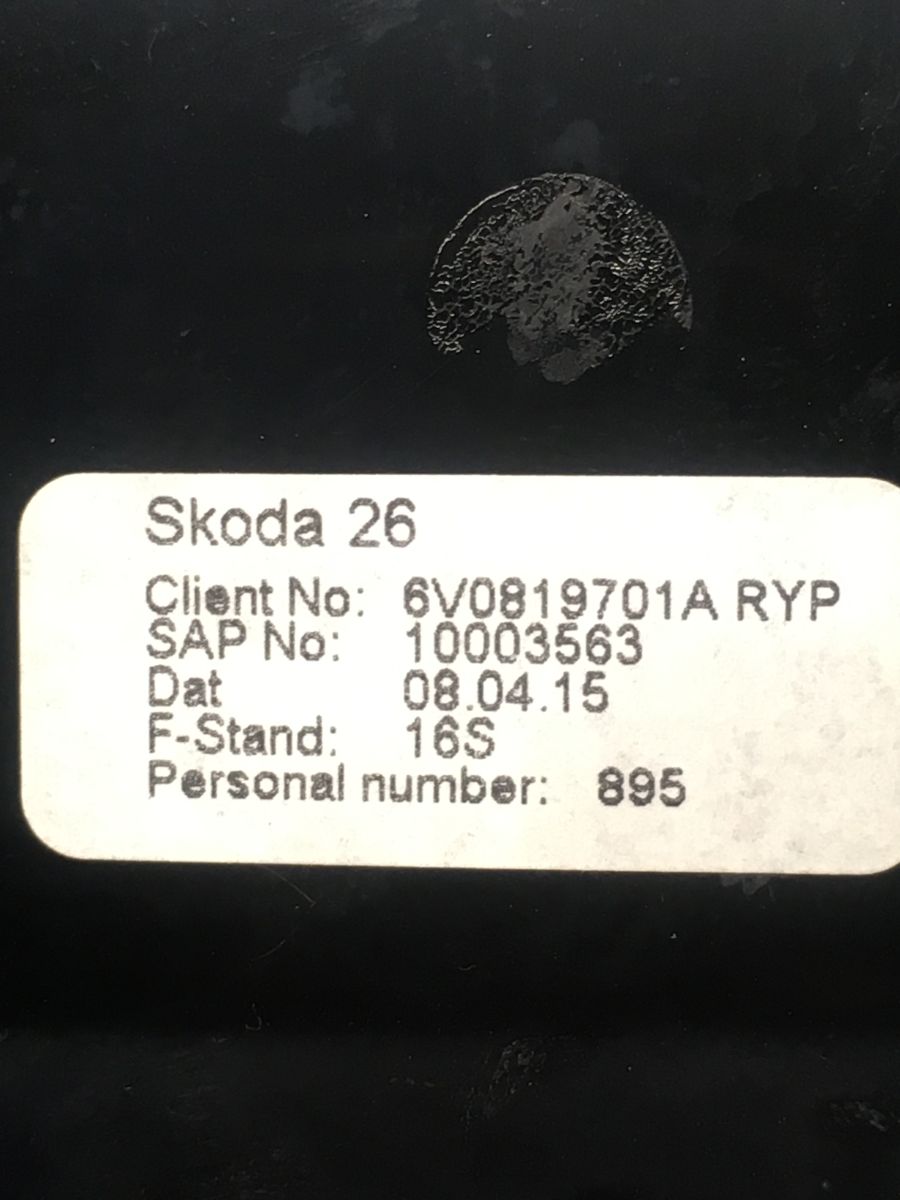 Skoda 26
Client No: 6V0819701A RYP
SAP No: 10003563
Dat 08.04.15
F-Stand: 16S
Personal number: 895